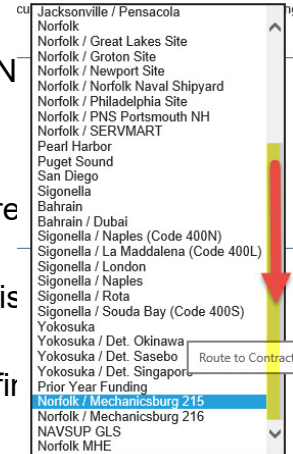 cu
Jacksonville / Pensacola
Norfolk
Norfolk / Great Lakes Site
Norfolk / Groton Site
N
Norfolk / Newport Site
Norfolk / Norfolk Naval Shipyard
Norfolk / Philadelphia Site
Norfolk / PNS Portsmouth NH
Norfolk / SERVMART
Pearl Harbor
Puget Sound
San Diego
Sigonella
re
Bahrain
Bahrain / Dubai
Sigonella / Naples (Code 400N)
Sigonella / La Maddalena (Code 400L)
Sigonella / London
Sigonella / Naples
is
Sigonella / Rota
Sigonella / Souda Bay (Code 400S)
Yokosuka
Yokosuka / Det. Okinawa
Yokosuka / Det. Sasebo
Route to Contract
Yokosuka / Det. Singapore
fi
Prior Year Funding
Norfolk / Mechanicsburg 215
Norfolk / Mechanicsburg 216
NAVSUP GLS
Norfolk MHE